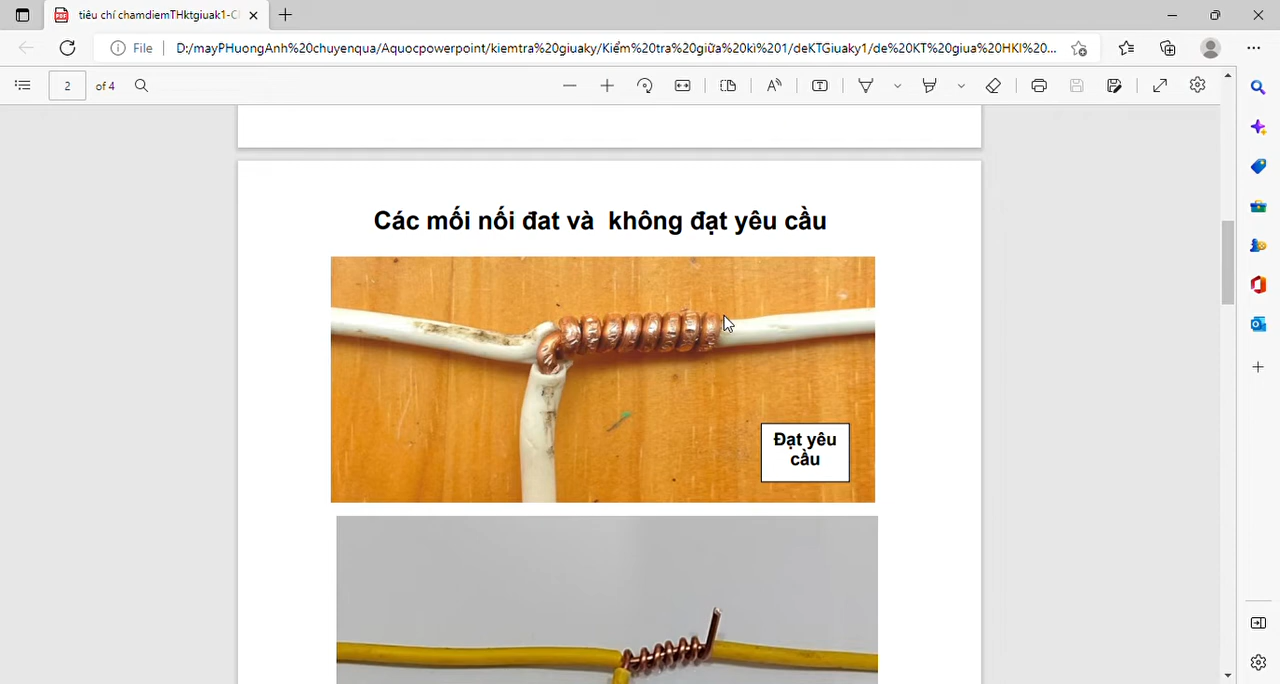 tiêu chí chamdiemTHktgiuak1-C
File
D:/mayPHuongAnh%20chuyenqua/Aquocpowerpoint/kiemtra%20giuaky/Kiểm%20tra%20giữa%20kì%201/deKTGiuaky1/de%20KT%20giua%20HKI%20...
2 of 4
Các mối nối đat và không đạt yêu cầu
Đạt yêu
cầu